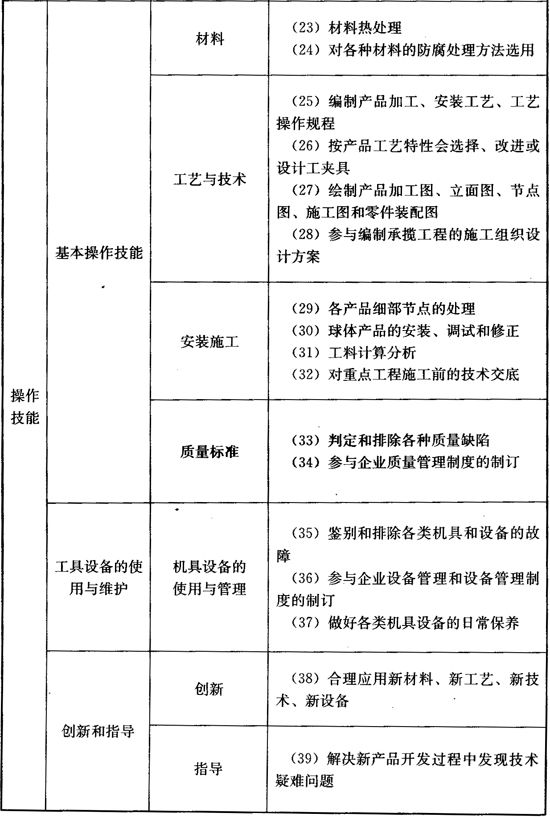 操作
技能
基本操作技能
材料
(23) 材料热处理
(24) 对各种材料的防腐处理方法选用
工艺与技术
(25) 编制产品加工、安装工艺、工艺
操作规程
(26) 按产品工艺特性会选择、改进或
设计工夹具
(27) 绘制产品加工图、立面图、节点
图、施工图和零件装配图
(28) 参与编制承揽工程的施工组织设
计方案
安装施工
(29) 各产品细部节点的处理
(30) 球体产品的安装、调试和修正
(31) 工料计算分析
(32) 对重点工程施工前的技术交底
质量标准
(33) 判定和排除各种质量缺陷
(34) 参与企业质量管理制度的制订
工具设备的使
用与维护
机具设备的
使用与管理
(35) 鉴别和排除各类机具和设备的故
障
(36) 参与企业设备管理和设备管理制
度的制订
(37) 做好各类机具设备的日常保养
创新和指导
创新
(38) 合理应用新材料、新工艺、新技
术、新设备
指导
(39) 解决新产品开发过程中发现技术
疑难问题